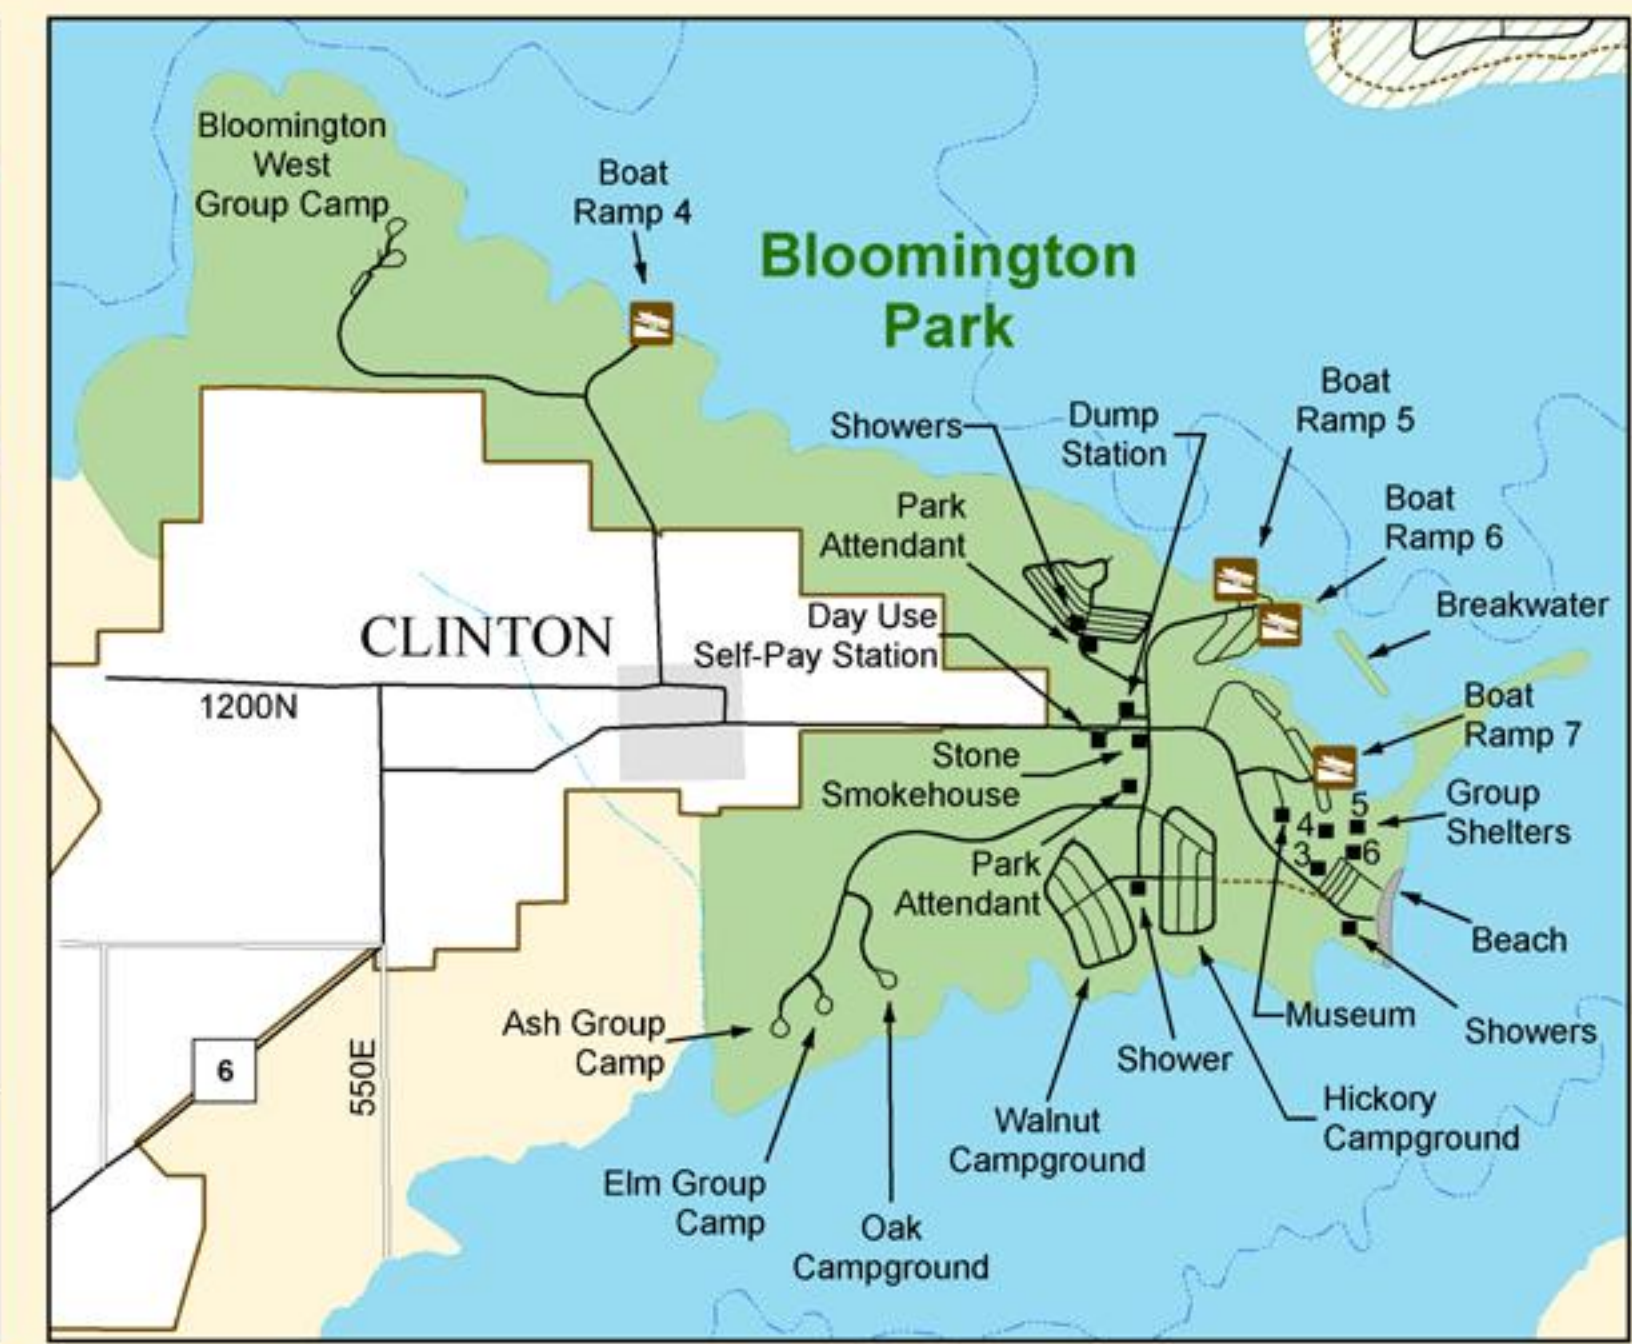 Bloomington
West
Group Camp
Boat
Ramp 4
Bloomington
Park
Boat
Ramp 5
Showers
Dump
Station
Boat
Ramp 6
Park
Attendant
Breakwater
Day Use
Self-Pay Station
CLINTON
1200N
Boat
Ramp 7
Stone
Smokehouse
Group
Shelters
5
4
3
6
Park
Attendant
Beach
Ash Group
Camp
Museum
Showers
Shower
6
550E
Walnut
Campground
Hickory
Campground
Elm Group
Camp
Oak
Campground